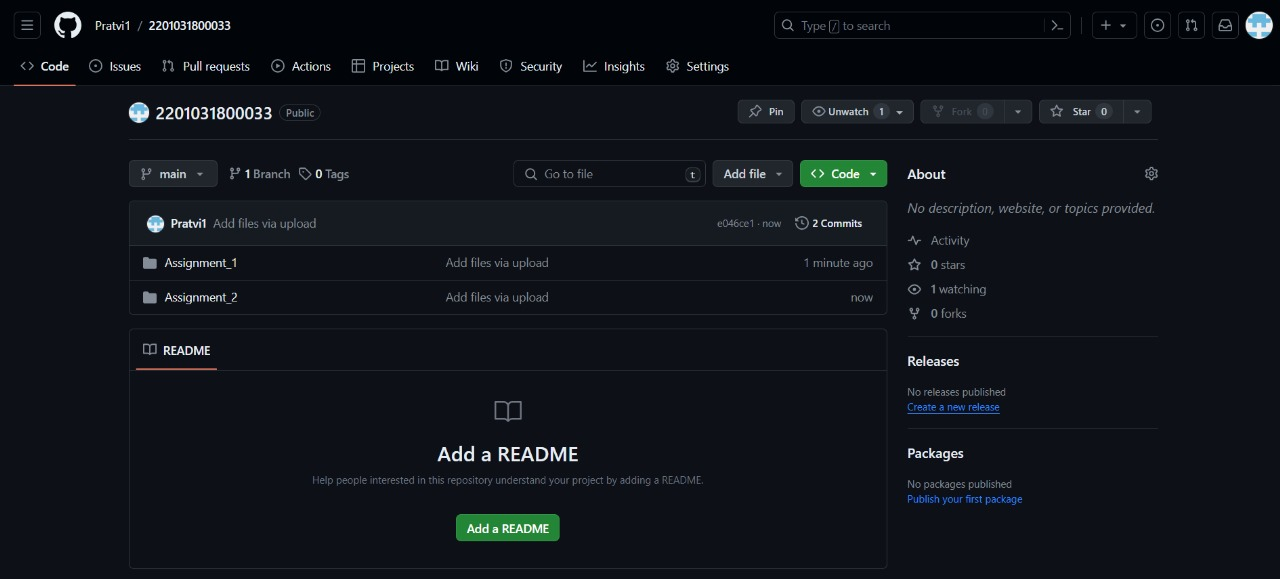 Pratvi1 / 2201031800033
Type / to search
Code Issues Pull requests Actions Projects Wiki Security Insights Settings
2201031800033 Public
Pin Unwatch 1 Fork 0 Star 0
main 1 Branch 0 Tags
Go to file t Add file Code
Pratvi1 Add files via upload e046ce1 · now 2 Commits
Assignment_1 Add files via upload 1 minute ago
Assignment_2 Add files via upload now
README
Add a README
Help people interested in this repository understand your project by adding a README.
Add a README
About
No description, website, or topics provided.
Activity
0 stars
1 watching
0 forks
Releases
No releases published
Create a new release
Packages
No packages published
Publish your first package